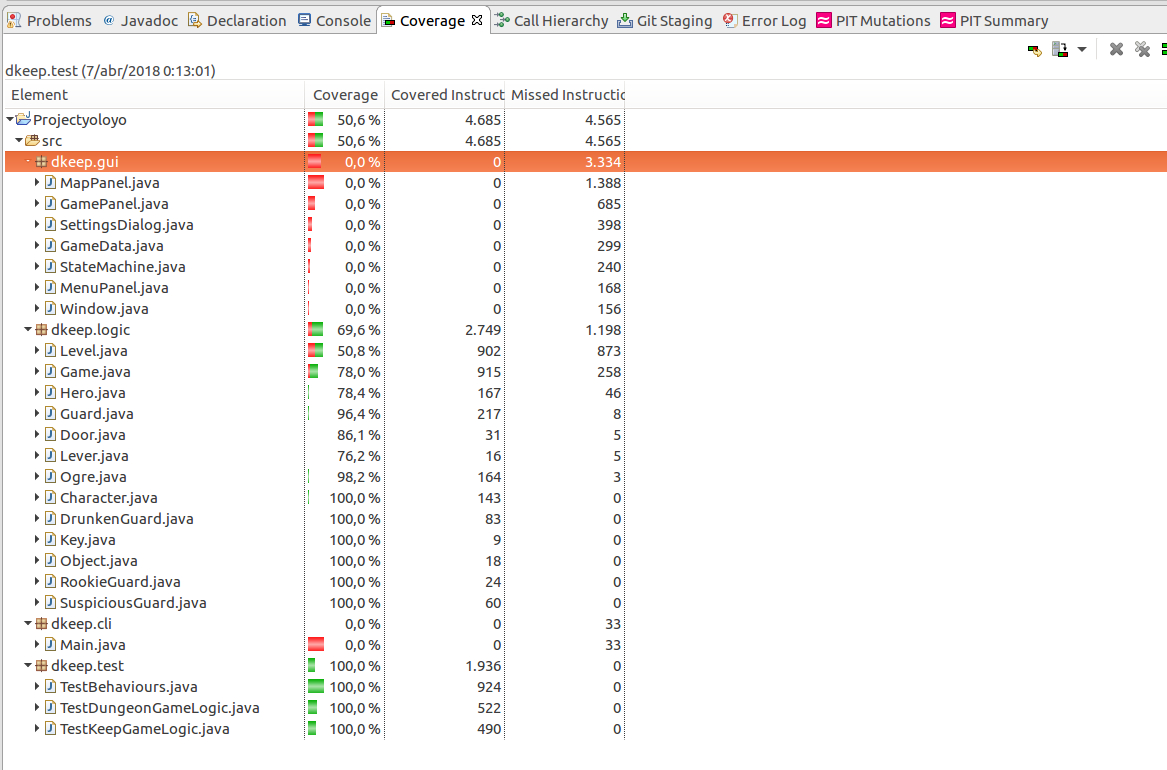 Problems @ Javadoc Declaration Console Coverage Call Hierarchy Git Staging Error Log PIT Mutations PIT Summary
dkeep.test (7/abr/2018 0:13:01)
Element Coverage Covered Instruct Missed Instructic
Projectyoloyo 50,6 % 4.685 4.565
src 50,6 % 4.685 4.565
dkeep.gui 0,0 % 0 3.334
MapPanel.java 0,0 % 0 1.388
GamePanel.java 0,0 % 0 685
SettingsDialog.java 0,0 % 0 398
GameData.java 0,0 % 0 299
StateMachine.java 0,0 % 0 240
MenuPanel.java 0,0 % 0 168
Window.java 0,0 % 0 156
dkeep.logic 69,6 % 2.749 1.198
Level.java 50,8 % 902 873
Game.java 78,0 % 915 258
Hero.java 78,4 % 167 46
Guard.java 96,4 % 217 8
Door.java 86,1 % 31 5
Lever.java 76,2 % 16 5
Ogre.java 98,2 % 164 3
Character.java 100,0 % 143 0
DrunkenGuard.java 100,0 % 83 0
Key.java 100,0 % 9 0
Object.java 100,0 % 18 0
RookieGuard.java 100,0 % 24 0
SuspiciousGuard.java 100,0 % 60 0
dkeep.cli 0,0 % 0 33
Main.java 0,0 % 0 33
dkeep.test 100,0 % 1.936 0
TestBehaviours.java 100,0 % 924 0
TestDungeonGameLogic.java 100,0 % 522 0
TestKeepGameLogic.java 100,0 % 490 0